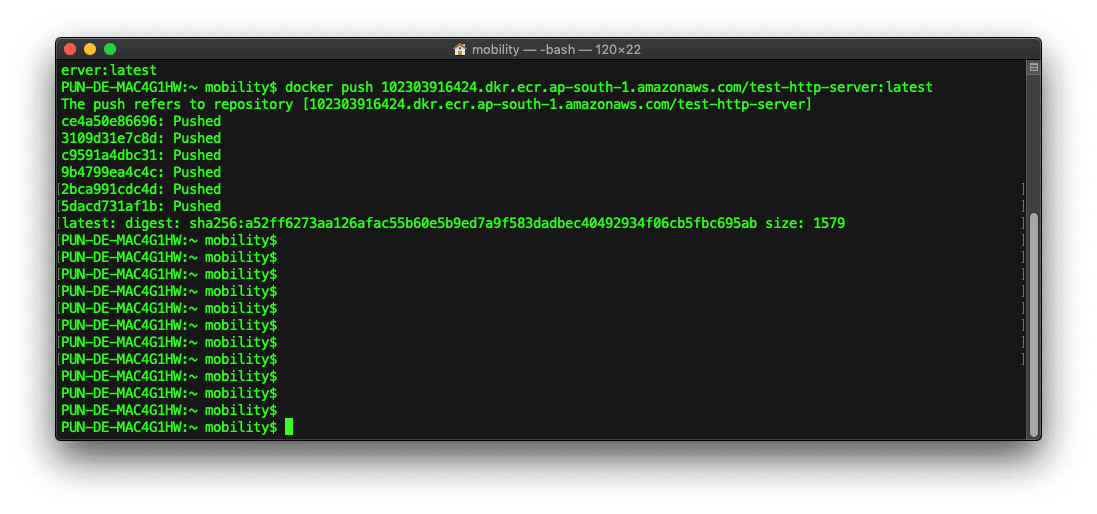 mobility — -bash — 120×22
erver:latest
PUN-DE-MAC4G1HW:~ mobility$ docker push 102303916424.dkr.ecr.ap-south-1.amazonaws.com/test-http-server:latest
The push refers to repository [102303916424.dkr.ecr.ap-south-1.amazonaws.com/test-http-server]
ce4a50e86696: Pushed
3109d31e7c8d: Pushed
c9591a4dbc31: Pushed
9b4799ea4c4c: Pushed
[2bca991cdc4d: Pushed ]
[5dacd731af1b: Pushed ]
[latest: digest: sha256:a52ff6273aa126afac55b60e5b9ed7a9f583dadbec40492934f06cb5fbc695ab size: 1579 ]
[PUN-DE-MAC4G1HW:~ mobility$ ]
[PUN-DE-MAC4G1HW:~ mobility$ ]
[PUN-DE-MAC4G1HW:~ mobility$ ]
[PUN-DE-MAC4G1HW:~ mobility$ ]
[PUN-DE-MAC4G1HW:~ mobility$ ]
[PUN-DE-MAC4G1HW:~ mobility$ ]
[PUN-DE-MAC4G1HW:~ mobility$ ]
[PUN-DE-MAC4G1HW:~ mobility$ ]
PUN-DE-MAC4G1HW:~ mobility$
PUN-DE-MAC4G1HW:~ mobility$
PUN-DE-MAC4G1HW:~ mobility$
PUN-DE-MAC4G1HW:~ mobility$